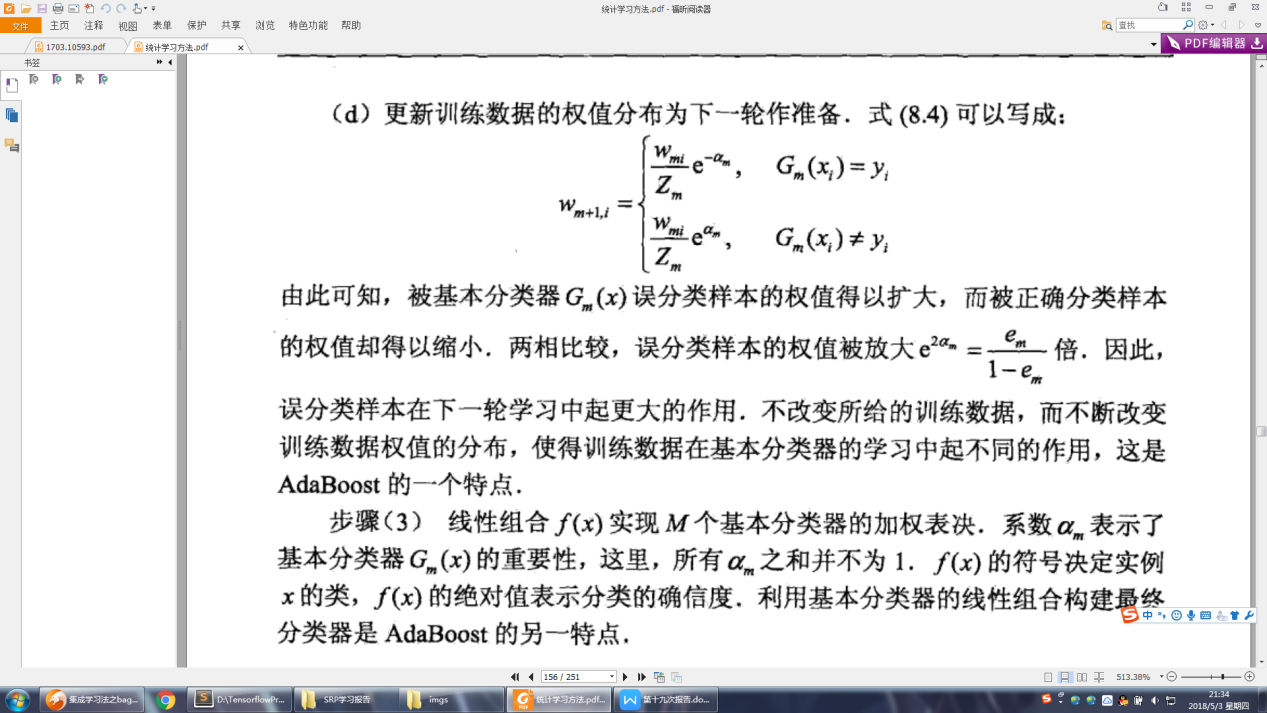 统计学习方法.pdf - 福昕阅读器
文件 主页 注释 视图 表单 保护 共享 浏览 特色功能 帮助
查找
1703.10593.pdf 统计学习方法.pdf
PDF编辑器
书签
(d)更新训练数据的权值分布为下一轮作准备.式 (8.4) 可以写成:
w_{m+1,i} = { \frac{w_{mi}}{Z_m} e^{-α_m}, G_m(x_i) = y_i
\frac{w_{mi}}{Z_m} e^{α_m}, G_m(x_i) ≠ y_i
由此可知,被基本分类器 G_m(x) 误分类样本的权值得以扩大,而被正确分类样本
的权值却得以缩小.两相比较,误分类样本的权值被放大 e^{2α_m} = \frac{e_m}{1-e_m} 倍.因此,
误分类样本在下一轮学习中起更大的作用.不改变所给的训练数据,而不断改变
训练数据权值的分布,使得训练数据在基本分类器的学习中起不同的作用,这是
AdaBoost 的一个特点.
步骤(3) 线性组合 f(x) 实现 M 个基本分类器的加权表决.系数 α_m 表示了
基本分类器 G_m(x) 的重要性,这里,所有 α_m 之和并不为 1. f(x) 的符号决定实例
x 的类,f(x) 的绝对值表示分类的确信度.利用基本分类器的线性组合构建最终
分类器是 AdaBoost 的另一特点.
中
156 / 251
513.38%
集成学习法之bag...
D:\TensorflowPr...
SRP学习报告
imgs
统计学习方法.pdf...
第十九次报告.do...
21:34
2018/5/3 星期四